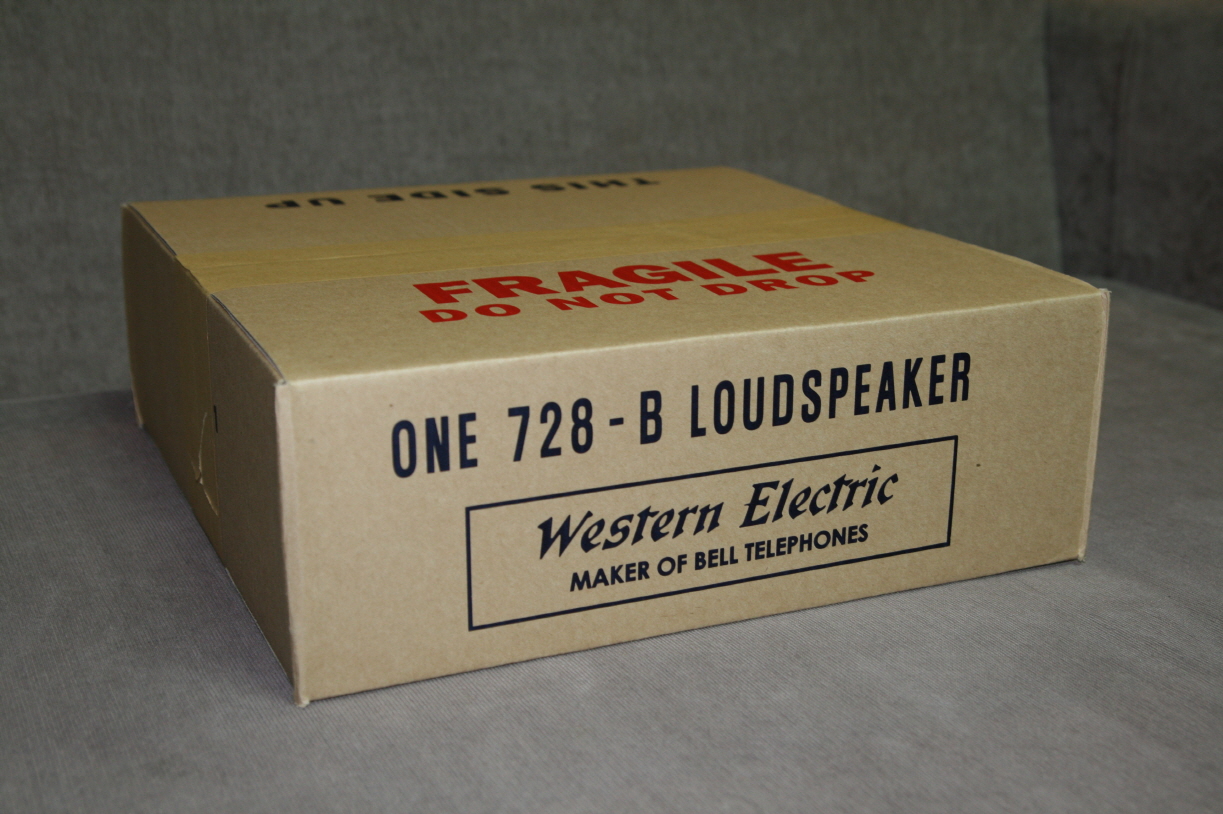 THIS SIDE UP
FRAGILE
DO NOT DROP
ONE 728-B LOUDSPEAKER
Western Electric
MAKER OF BELL TELEPHONES